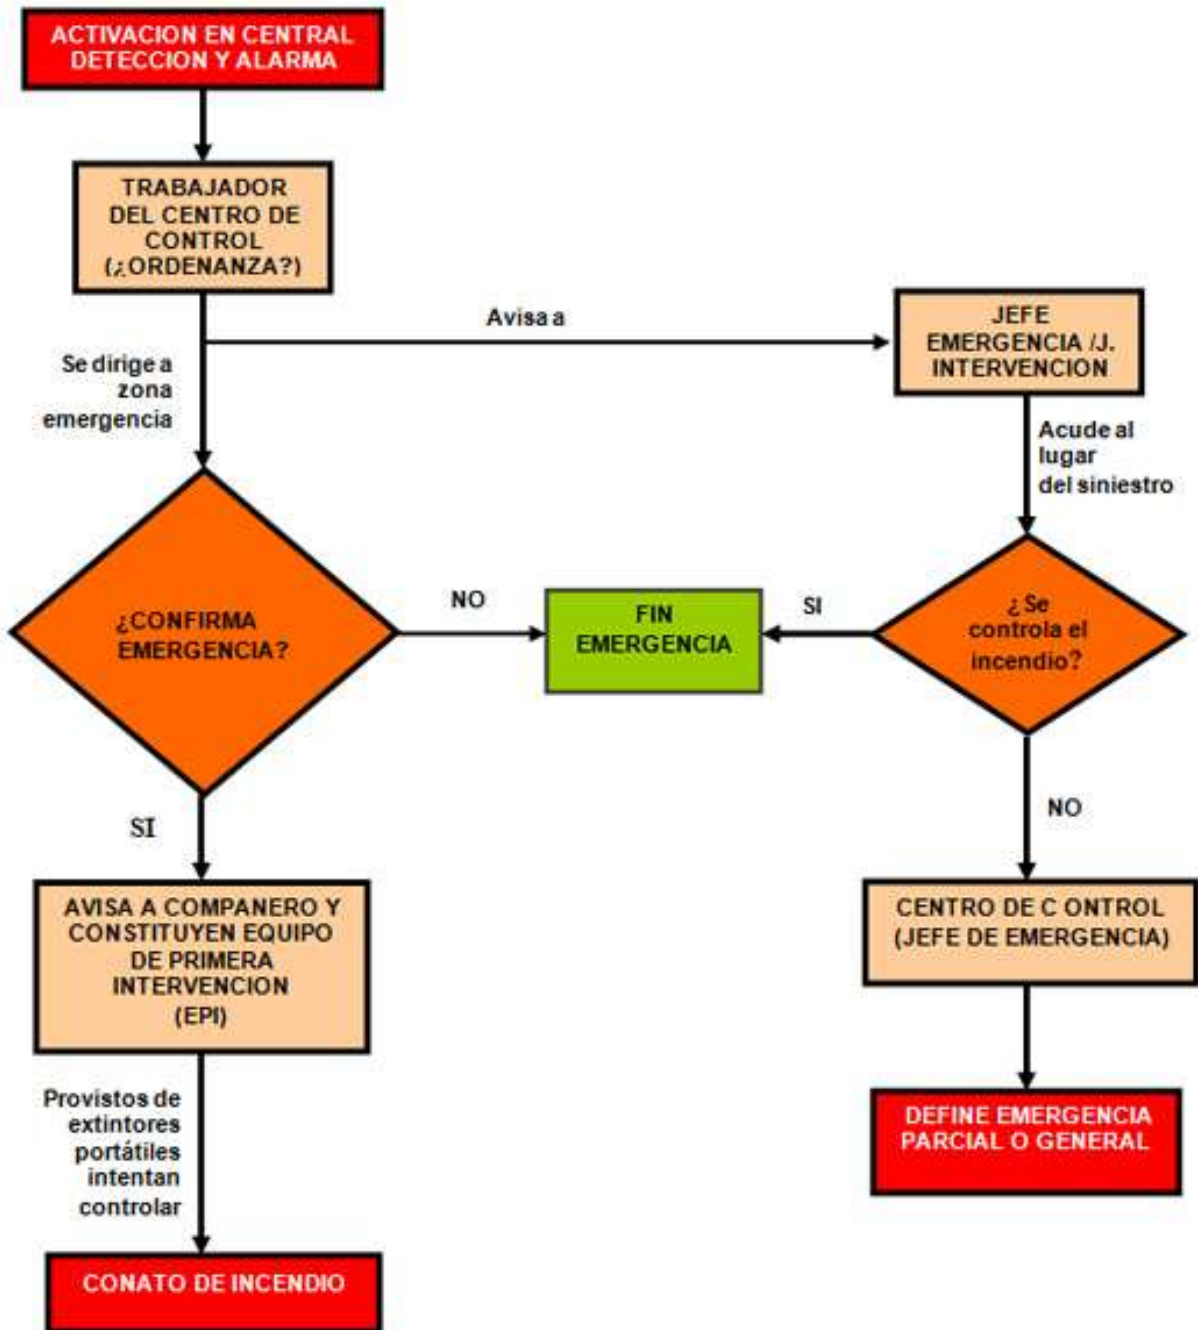 ACTIVACION EN CENTRAL
DETECCION Y ALARMA
TRABAJADOR
DEL CENTRO DE
CONTROL
(¿ORDENANZA?)
Avisa a
JEFE
EMERGENCIA /J.
INTERVENCION
Se dirige a
zona
emergencia
Acude al
lugar
del siniestro
¿CONFIRMA
EMERGENCIA?
NO
FIN
EMERGENCIA
SI
¿Se
controla el
incendio?
SI
NO
AVISA A COMPANERO Y
CONSTITUYEN EQUIPO
DE PRIMERA
INTERVENCION
(EPI)
CENTRO DE C ONTROL
(JEFE DE EMERGENCIA)
Provistos de
extintores
portátiles
intentan
controlar
DEFINE EMERGENCIA
PARCIAL O GENERAL
CONATO DE INCENDIO